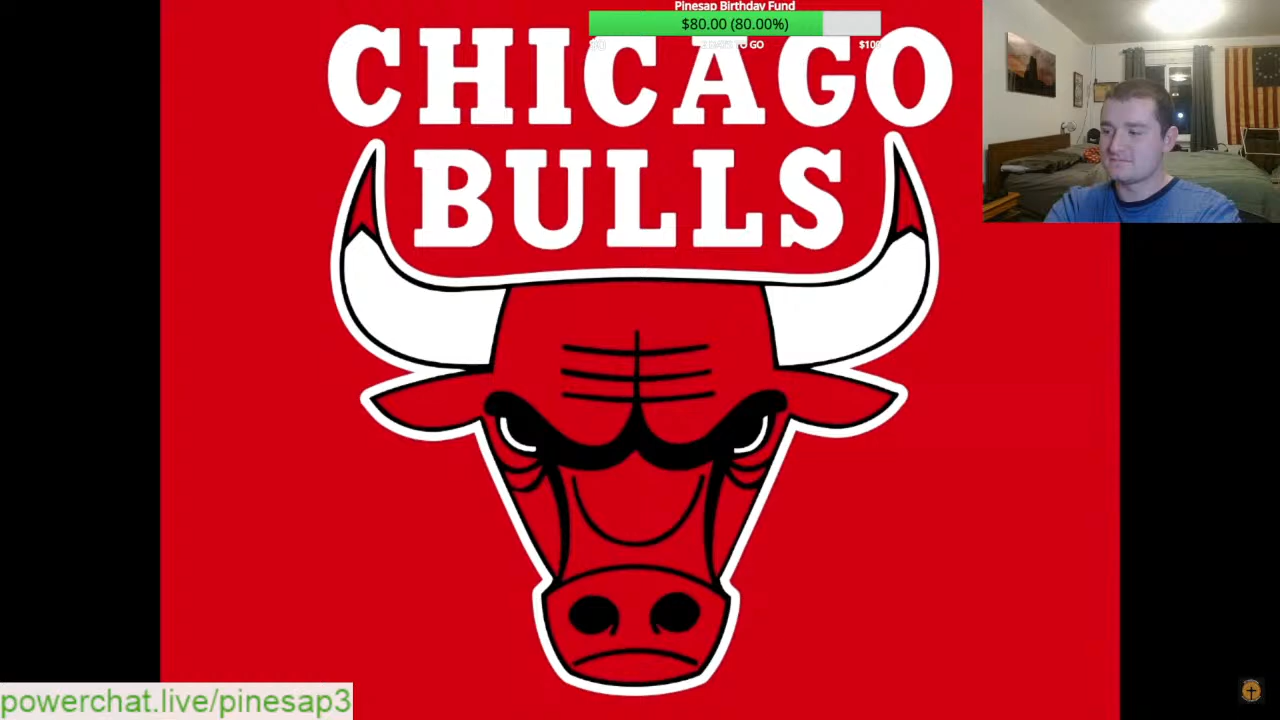 Pinesap Birthday Fund
$80.00 (80.00%)
CHICAGO
BULLS
powerchat.live/pinesap3